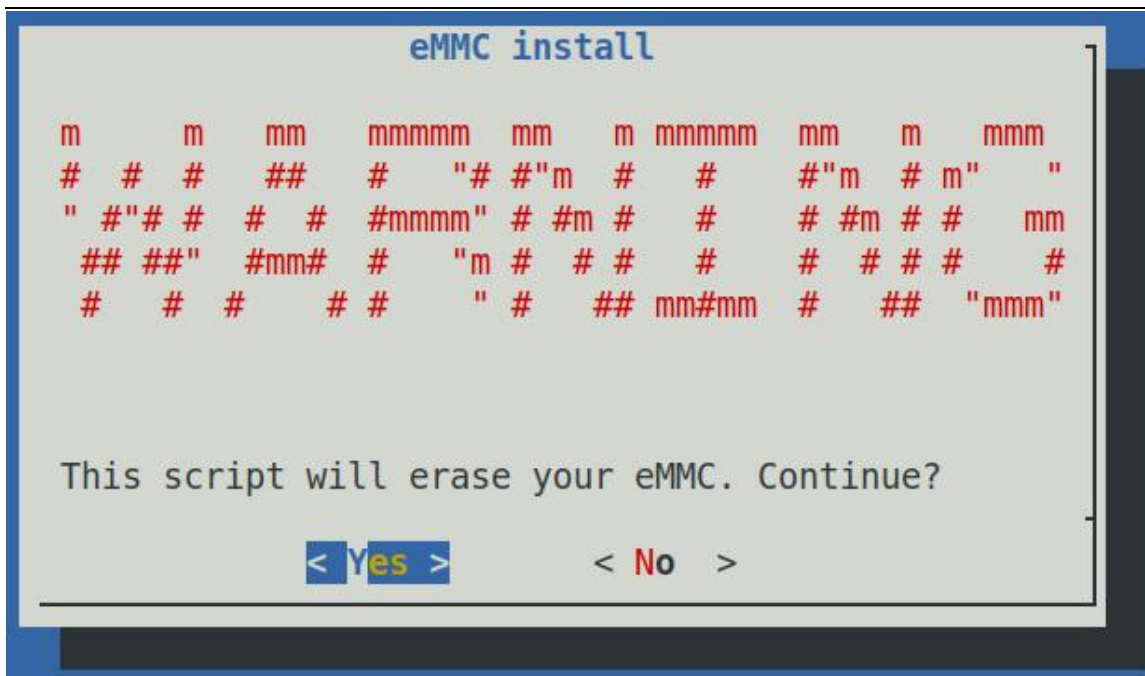 eMMC install
WARNING
This script will erase your eMMC. Continue?
< Yes > < No >